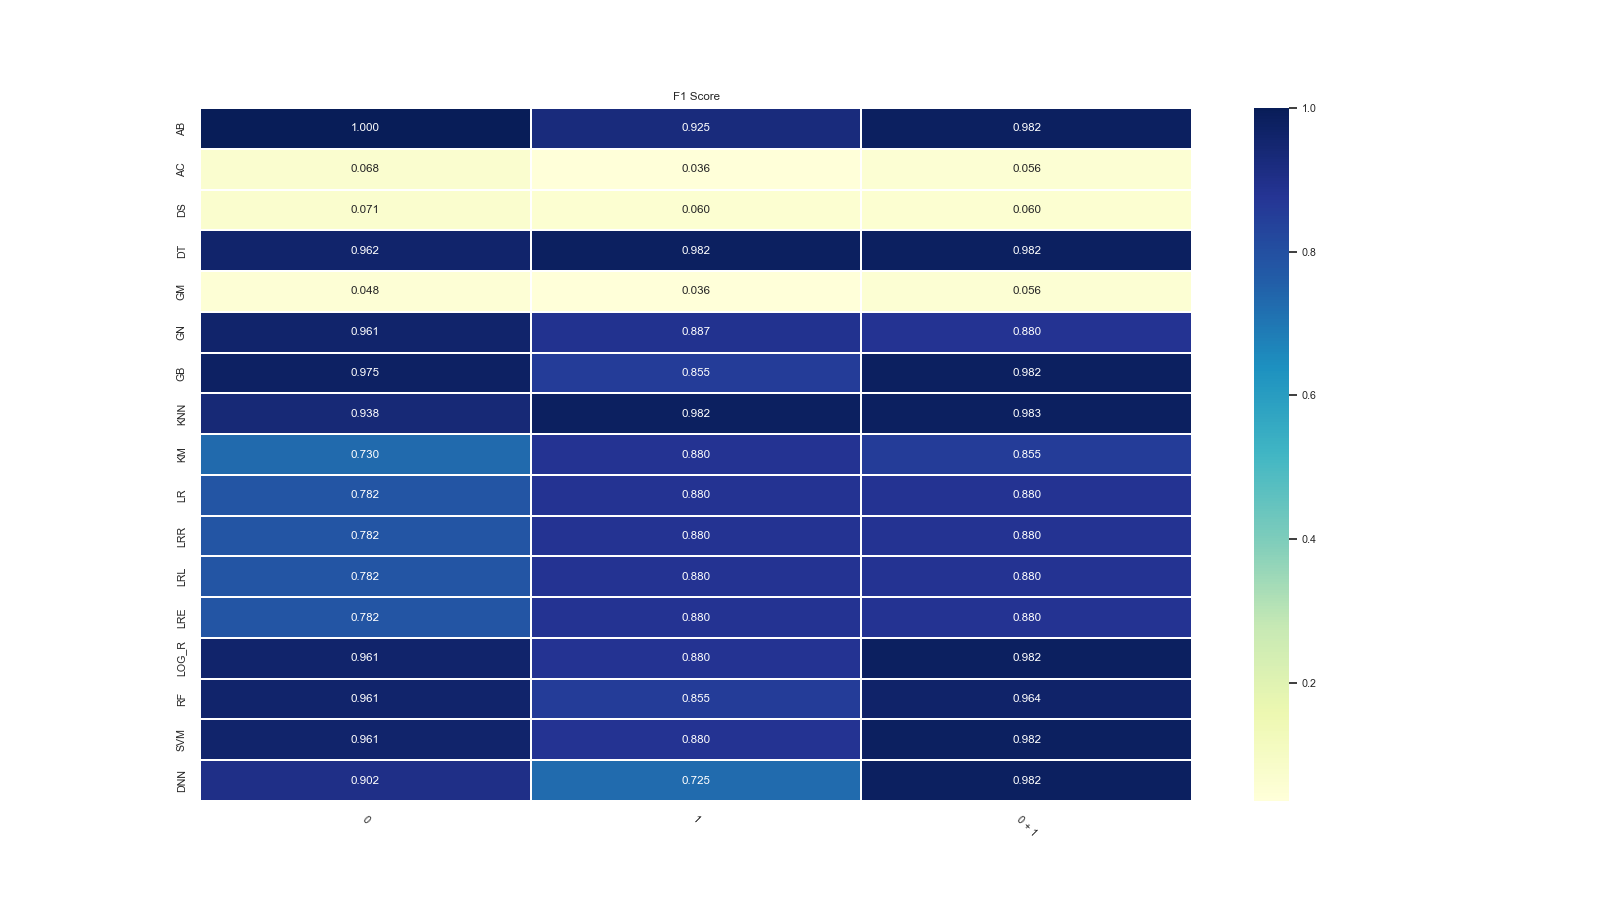 F1 Score
AB 1.000 0.925 0.982 1.0
AC 0.068 0.036 0.056
DS 0.071 0.060 0.060
DT 0.962 0.982 0.982 0.8
GM 0.048 0.036 0.056
GN 0.961 0.887 0.880
GB 0.975 0.855 0.982
KNN 0.938 0.982 0.983 0.6
KM 0.730 0.880 0.855
LR 0.782 0.880 0.880
LRR 0.782 0.880 0.880 0.4
LRL 0.782 0.880 0.880
LRE 0.782 0.880 0.880
LOG_R 0.961 0.880 0.982
RF 0.961 0.855 0.964 0.2
SVM 0.961 0.880 0.982
DNN 0.902 0.725 0.982
0 1 0 + 1